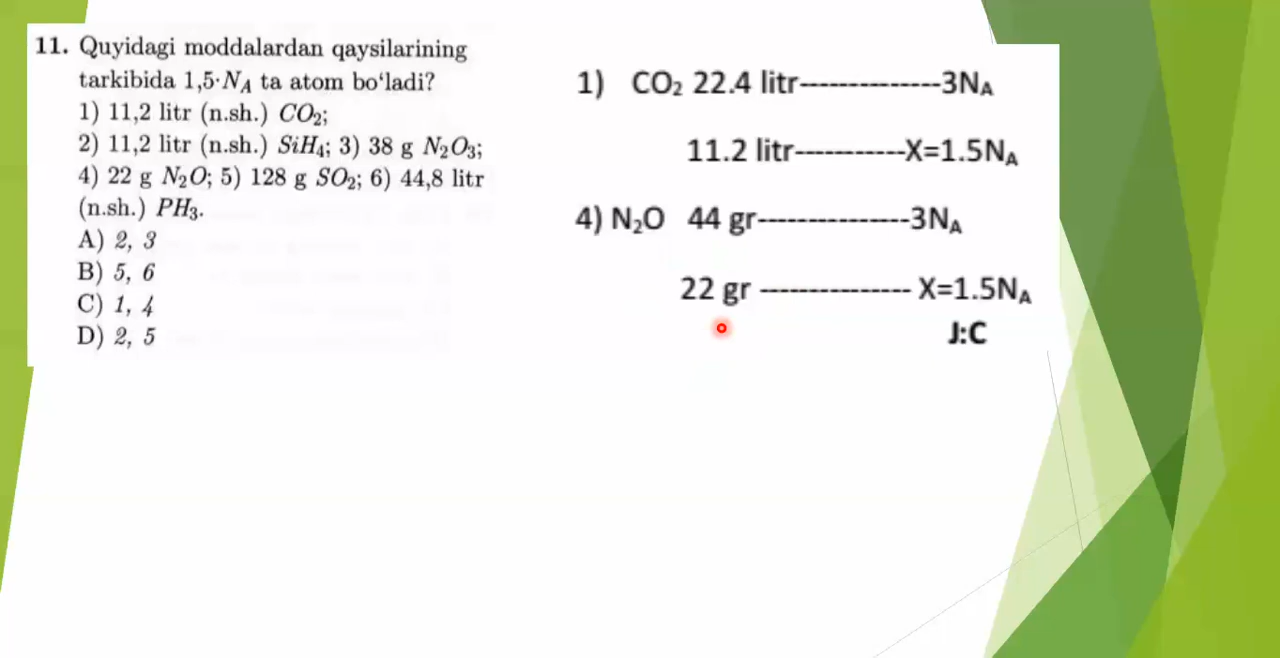 11. Quyidagi moddalardan qaysilarining
tarkibida 1,5·N_A ta atom bo‘ladi?
1) 11,2 litr (n.sh.) CO₂;
2) 11,2 litr (n.sh.) SiH₄; 3) 38 g N₂O₃;
4) 22 g N₂O; 5) 128 g SO₂; 6) 44,8 litr
(n.sh.) PH₃.
A) 2, 3
B) 5, 6
C) 1, 4
D) 2, 5
1) CO₂ 22.4 litr--------------3N_A
11.2 litr-----------X=1.5N_A
4) N₂O 44 gr----------------3N_A
22 gr ---------------- X=1.5N_A
J:C